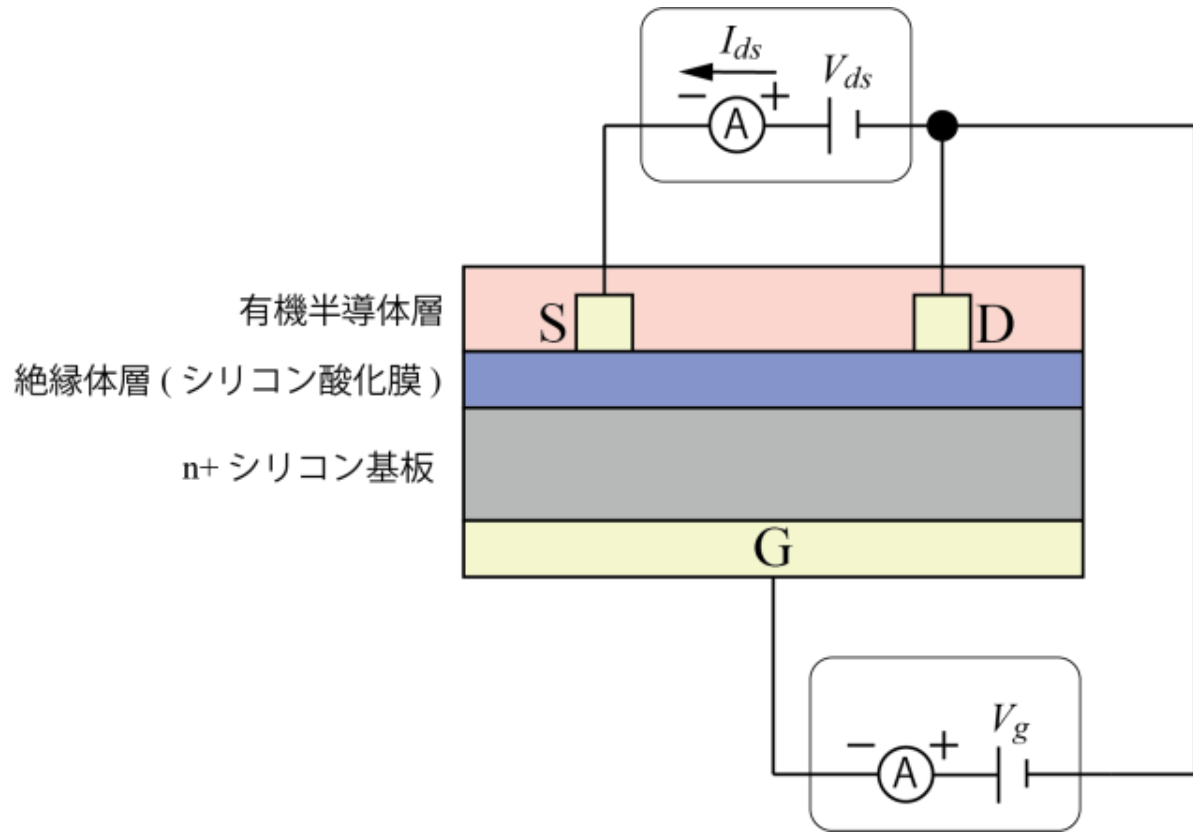 Ids
Vds
− A +
有機半導体層
S
D
絶縁体層 ( シリコン酸化膜 )
n+ シリコン基板
G
Vg
− A +